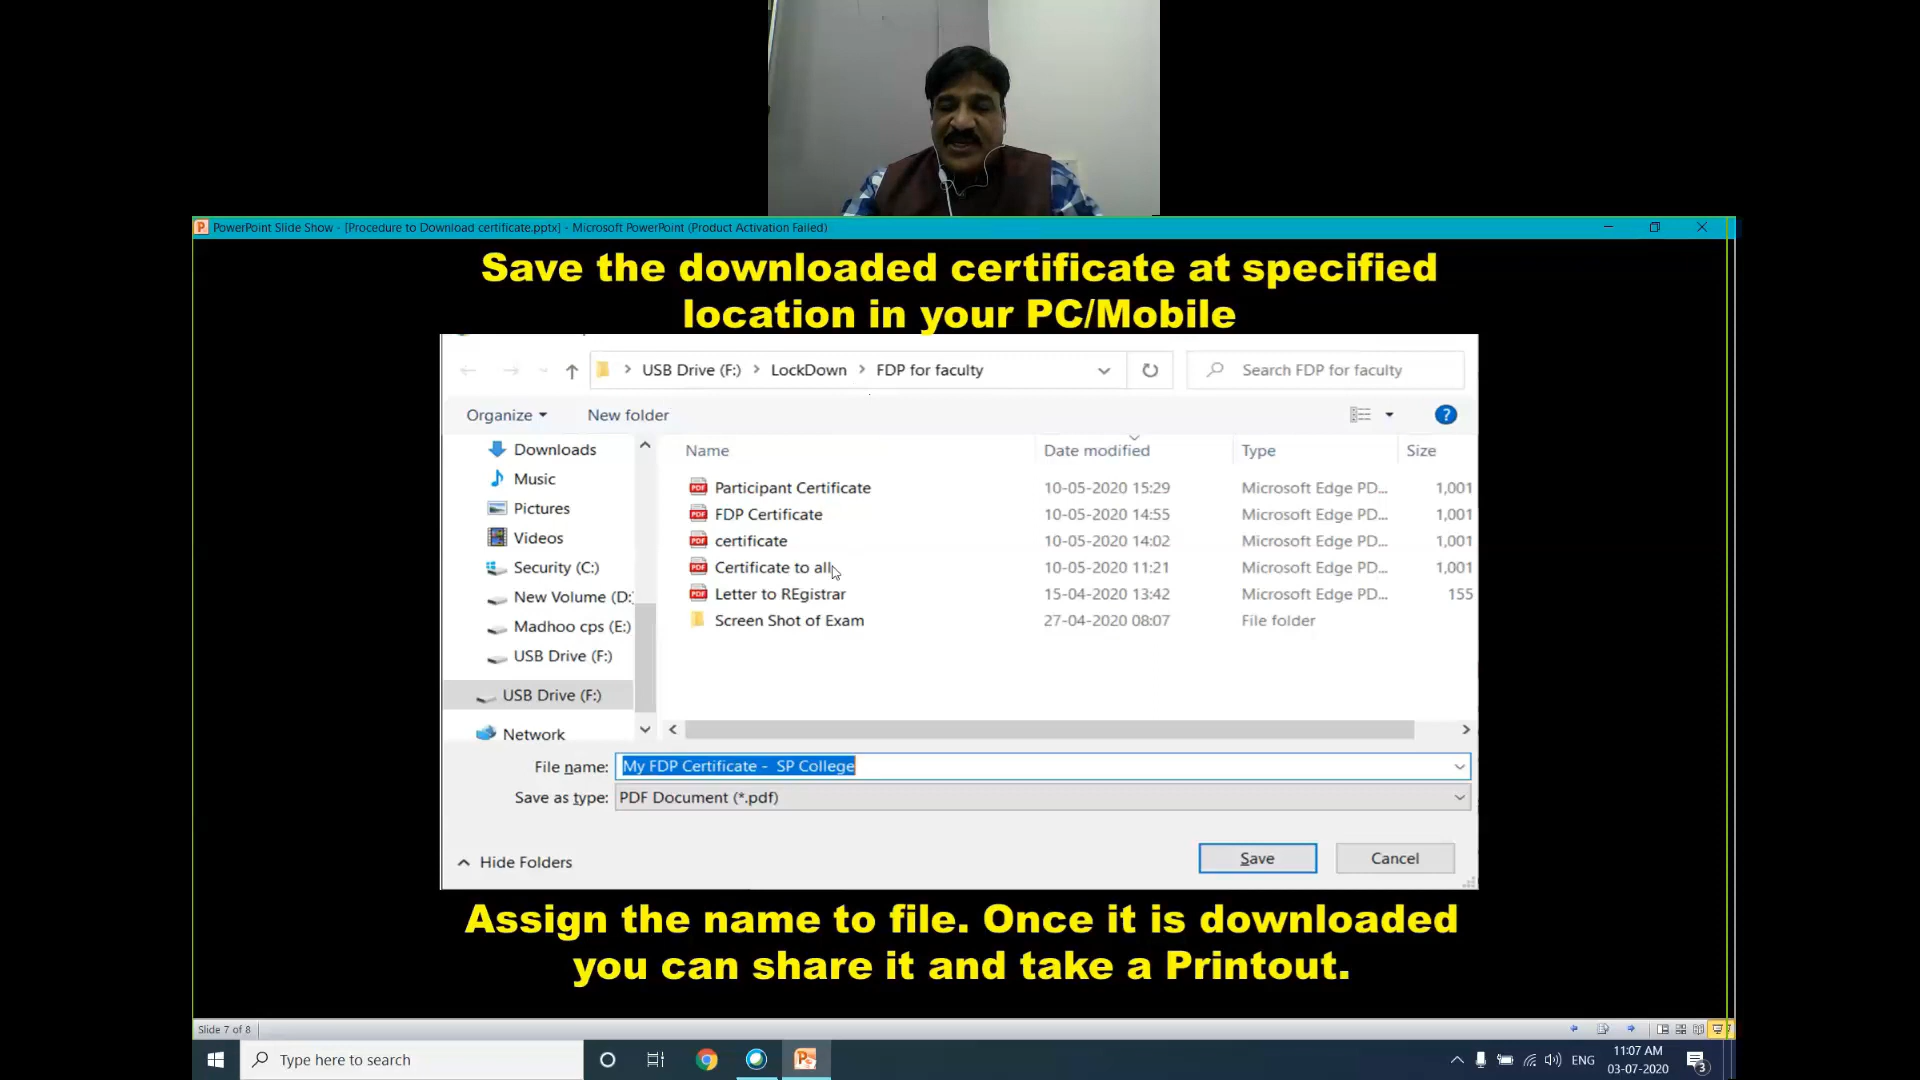 PowerPoint Slide Show - [Procedure to Download certificate.pptx] - Microsoft PowerPoint (Product Activation Failed)
Save the downloaded certificate at specified
location in your PC/Mobile
USB Drive (F:) > LockDown > FDP for faculty
Search FDP for faculty
Organize
New folder
Name Date modified Type Size
Participant Certificate 10-05-2020 15:29 Microsoft Edge PD... 1,001
FDP Certificate 10-05-2020 14:55 Microsoft Edge PD... 1,001
certificate 10-05-2020 14:02 Microsoft Edge PD... 1,001
Certificate to all 10-05-2020 11:21 Microsoft Edge PD... 1,001
Letter to REgistrar 15-04-2020 13:42 Microsoft Edge PD... 155
Screen Shot of Exam 27-04-2020 08:07 File folder
Downloads
Music
Pictures
Videos
Security (C:)
New Volume (D:)
Madhoo cps (E:)
USB Drive (F:)
USB Drive (F:)
Network
File name: My FDP Certificate - SP College
Save as type: PDF Document (*.pdf)
Hide Folders
Save
Cancel
Assign the name to file. Once it is downloaded
you can share it and take a Printout.
Slide 7 of 8
Type here to search
ENG
11:07 AM
03-07-2020
3